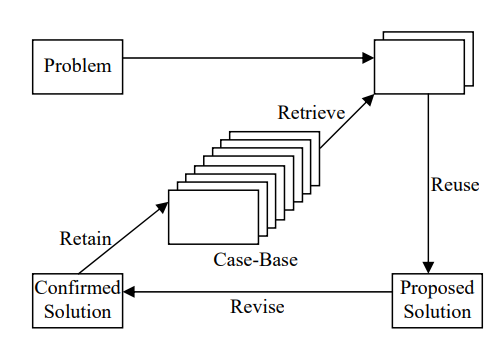 Problem
Retrieve
Reuse
Retain
Case-Base
Confirmed
Solution
Revise
Proposed
Solution